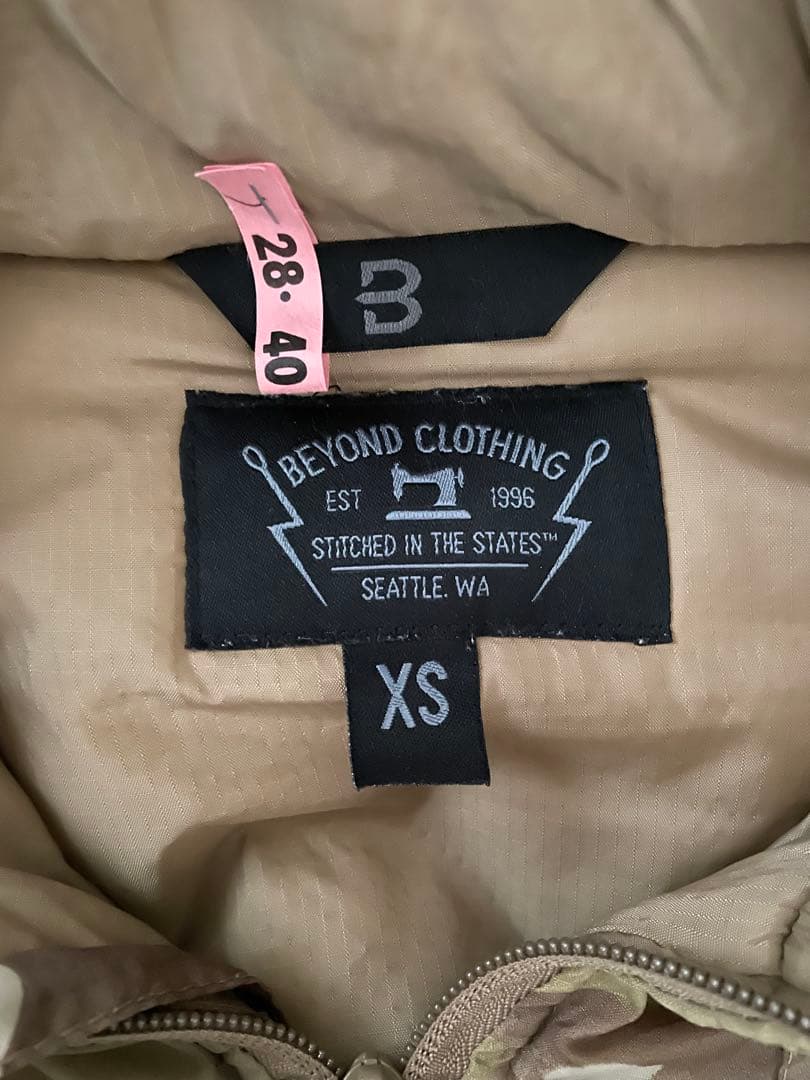 28. 40
B
BEYOND CLOTHING
EST 1996
STITCHED IN THE STATES™
SEATTLE. WA
XS